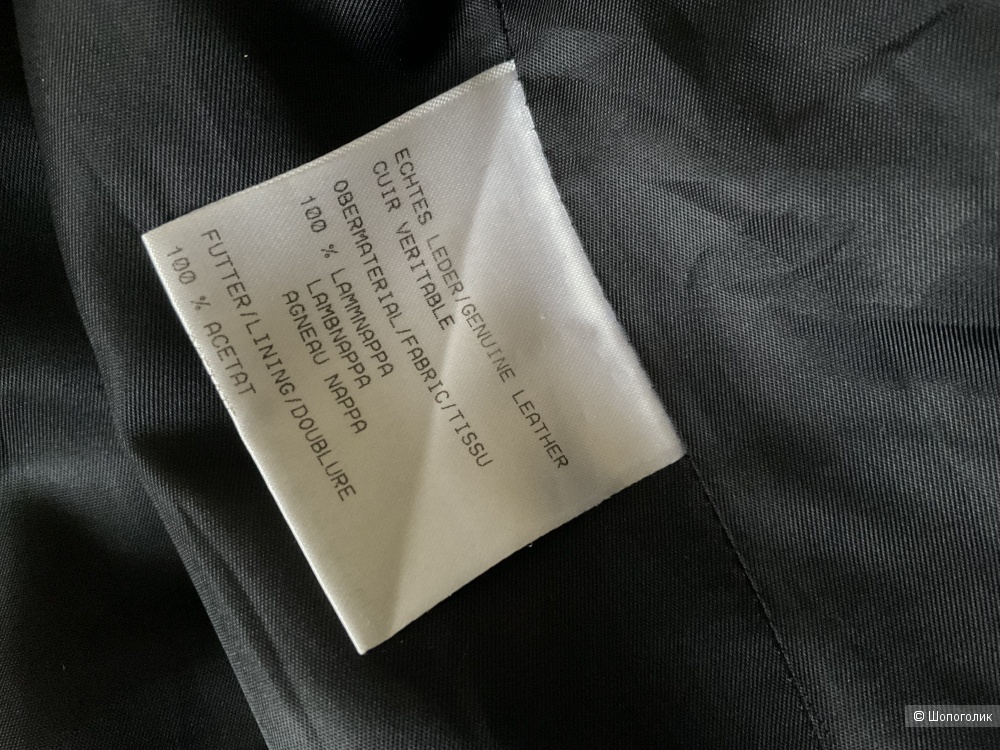 ECHTES LEDER/GENUINE LEATHER
CUIR VERITABLE
OBERMATERIAL/FABRIC/TISSU
100 % LAMMNAPPA
LAMBNAPPA
AGNEAU NAPPA
FUTTER/LINING/DOUBLURE
100 % ACETAT
© Шопоголик